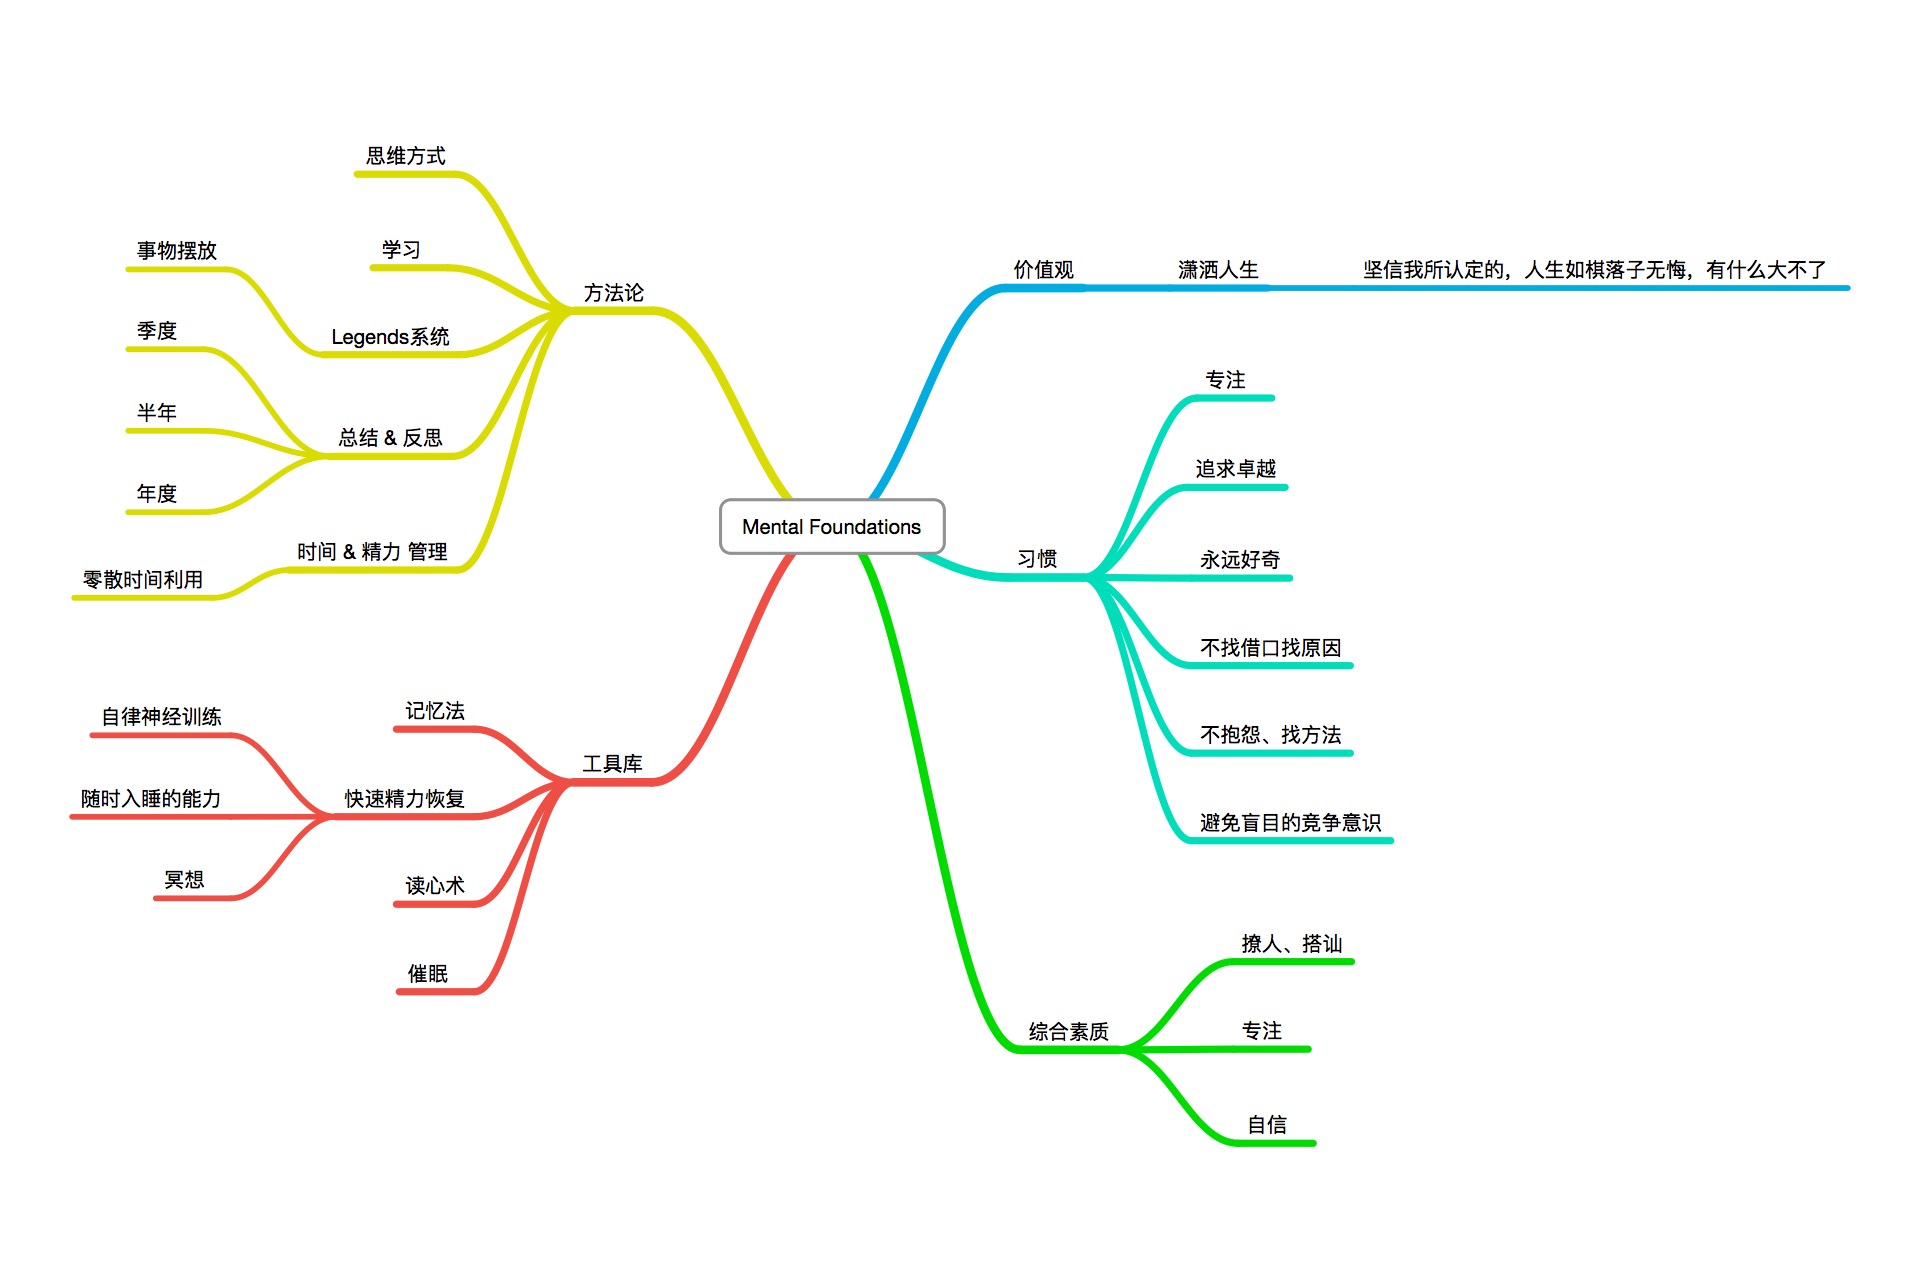 Mental Foundations
价值观
潇洒人生
坚信我所认定的，人生如棋落子无悔，有什么大不了
习惯
专注
追求卓越
永远好奇
不找借口找原因
不抱怨、找方法
避免盲目的竞争意识
综合素质
撩人、搭讪
专注
自信
方法论
思维方式
学习
Legends系统
事物摆放
总结 & 反思
季度
半年
年度
时间 & 精力 管理
零散时间利用
工具库
记忆法
快速精力恢复
自律神经训练
随时入睡的能力
冥想
读心术
催眠